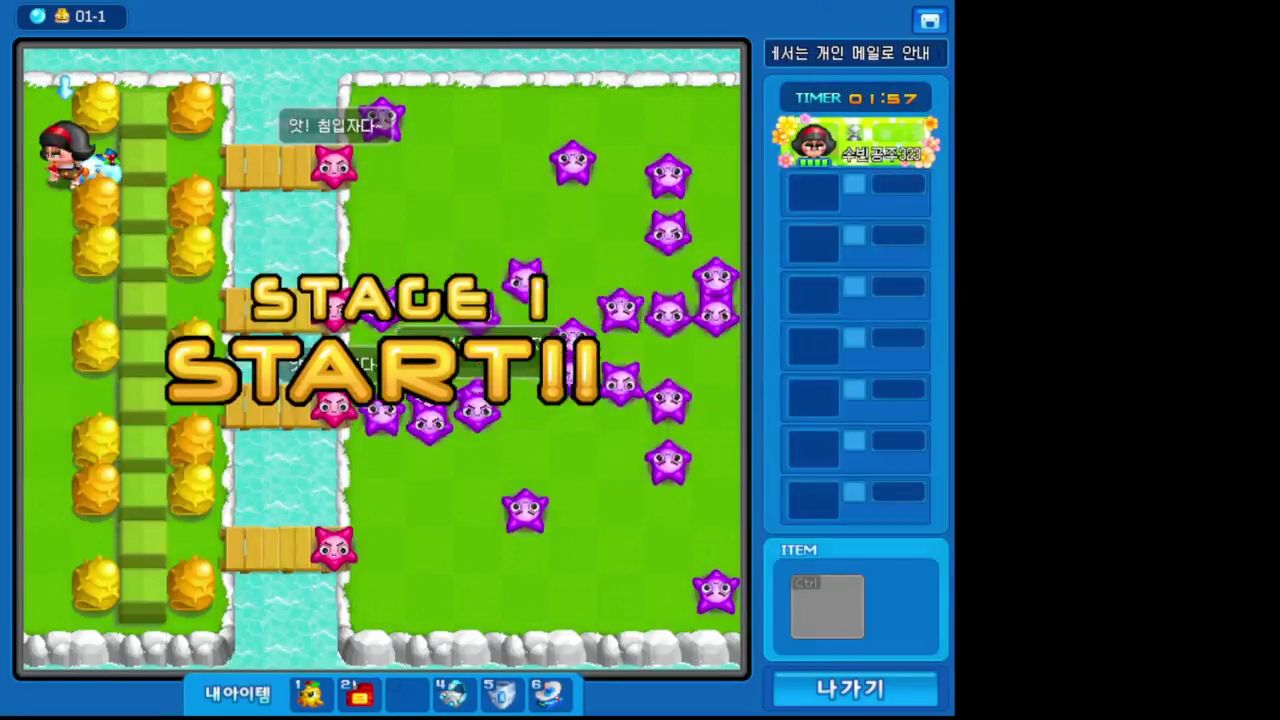 01-1
에서는 개인 메일로 안내
TIMER 01:57
앗! 침입자다~
수빈공주323
STAGE 1
START!!
ITEM
Ctrl
내아이템
1
2
4
5
6
나가기